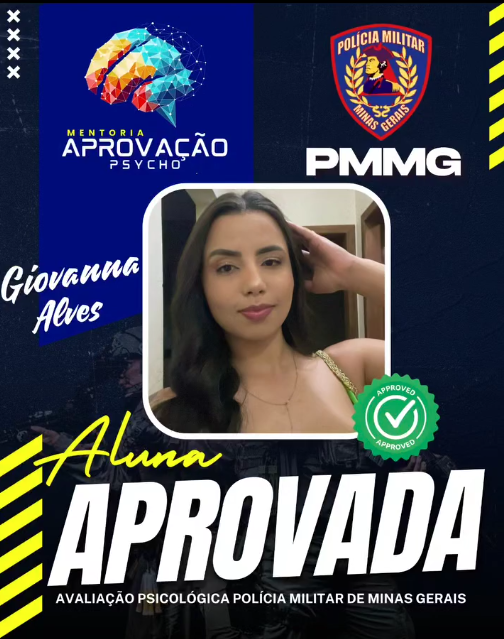 MENTORIA
APROVAÇÃO
PSYCHO
POLÍCIA MILITAR
MINAS GERAIS
PMMG
Giovanna
Alves
APPROVED
APPROVED
Aluna
APROVADA
AVALIAÇÃO PSICOLÓGICA POLÍCIA MILITAR DE MINAS GERAIS